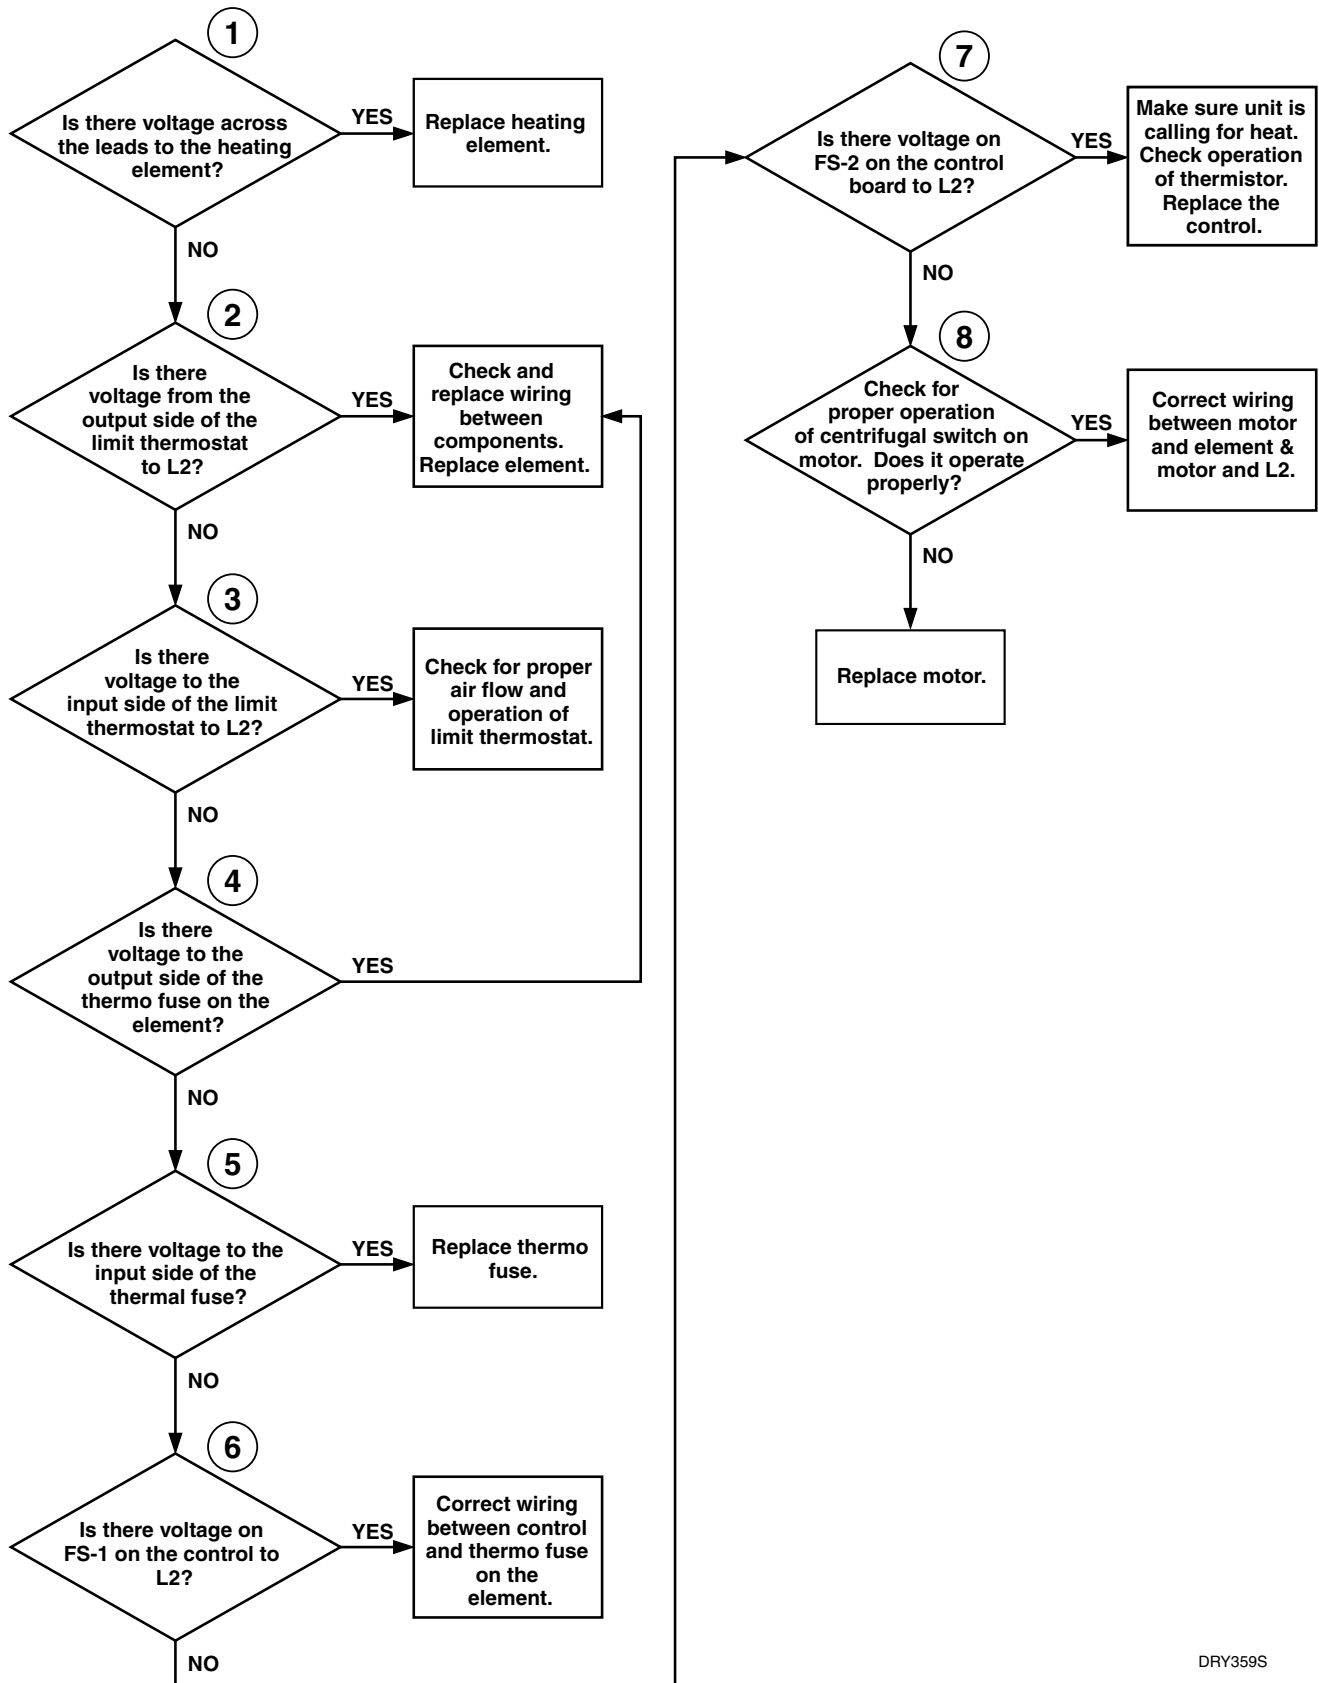 1
Is there voltage across
the leads to the heating
element?
YES
Replace heating
element.
NO
2
Is there
voltage from the
output side of the
limit thermostat
to L2?
YES
Check and
replace wiring
between
components.
Replace element.
NO
3
Is there
voltage to the
input side of the limit
thermostat to L2?
YES
Check for proper
air flow and
operation of
limit thermostat.
NO
4
Is there
voltage to the
output side of the
thermo fuse on the
element?
YES
NO
5
Is there voltage to the
input side of the
thermal fuse?
YES
Replace thermo
fuse.
NO
6
Is there voltage on
FS-1 on the control to
L2?
YES
Correct wiring
between control
and thermo fuse
on the
element.
NO
7
Is there voltage on
FS-2 on the control
board to L2?
YES
Make sure unit is
calling for heat.
Check operation
of thermistor.
Replace the
control.
NO
8
Check for
proper operation
of centrifugal switch on
motor. Does it operate
properly?
YES
Correct wiring
between motor
and element &
motor and L2.
NO
Replace motor.
DRY359S